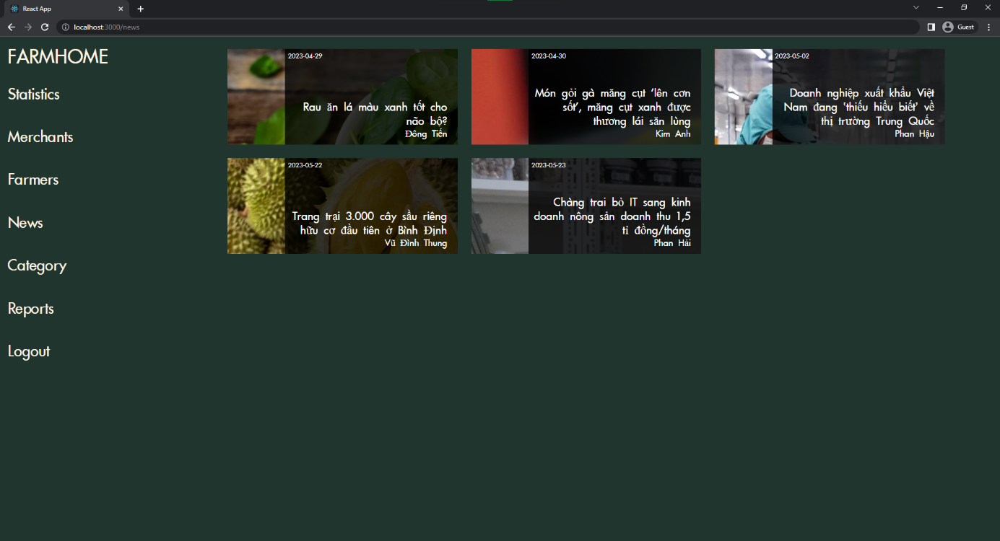 React App
localhost:3000/news
Guest
FARMHOME
Statistics
Merchants
Farmers
News
Category
Reports
Logout
2023-04-29
Rau ăn lá màu xanh tốt cho
não bộ?
Đông Tiến
2023-04-30
Món gỏi gà măng cụt ‘lên cơn
sốt’, măng cụt xanh được
thương lái săn lùng
Kim Anh
2023-05-02
Doanh nghiệp xuất khẩu Việt
Nam đang ‘thiếu hiểu biết’ về
thị trường Trung Quốc
Phan Hậu
2023-05-22
Trang trại 3.000 cây sầu riêng
hữu cơ đầu tiên ở Bình Định
Vũ Đình Thung
2023-05-23
Chàng trai bỏ IT sang kinh
doanh nông sản doanh thu 1,5
tỉ đồng/tháng
Phan Hải